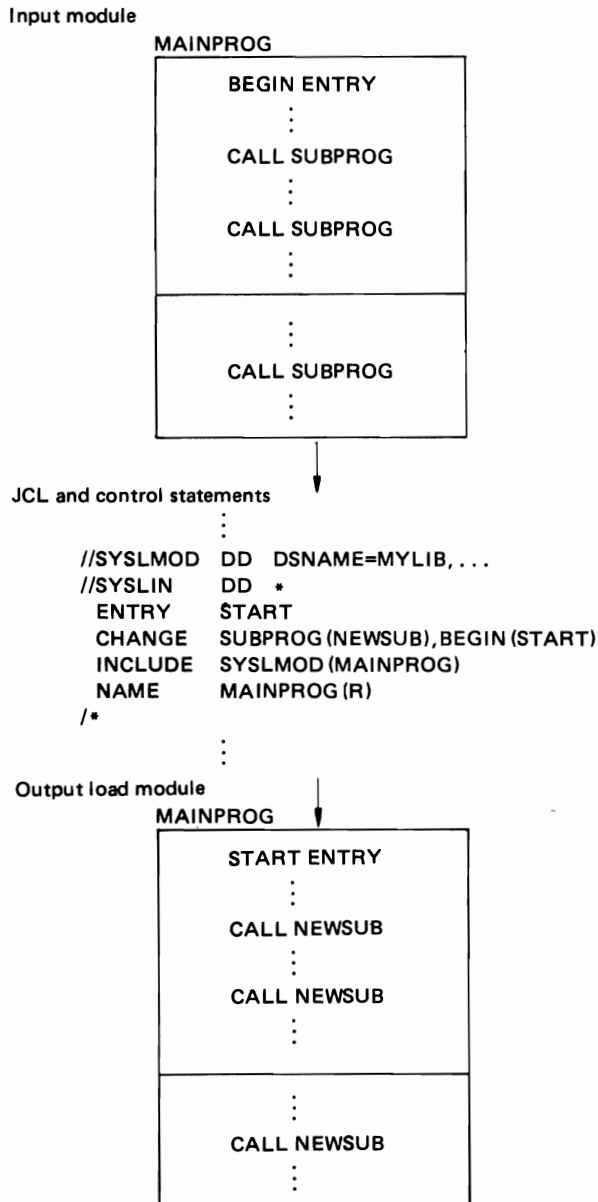 Input module
MAINPROG
BEGIN ENTRY
CALL SUBPROG
CALL SUBPROG
CALL SUBPROG
JCL and control statements
//SYSLMOD DD DSNAME=MYLIB,...
//SYSLIN DD *
ENTRY START
CHANGE SUBPROG(NEWSUB),BEGIN(START)
INCLUDE SYSLMOD(MAINPROG)
NAME MAINPROG(R)
/*
Output load module
MAINPROG
START ENTRY
CALL NEWSUB
CALL NEWSUB
CALL NEWSUB